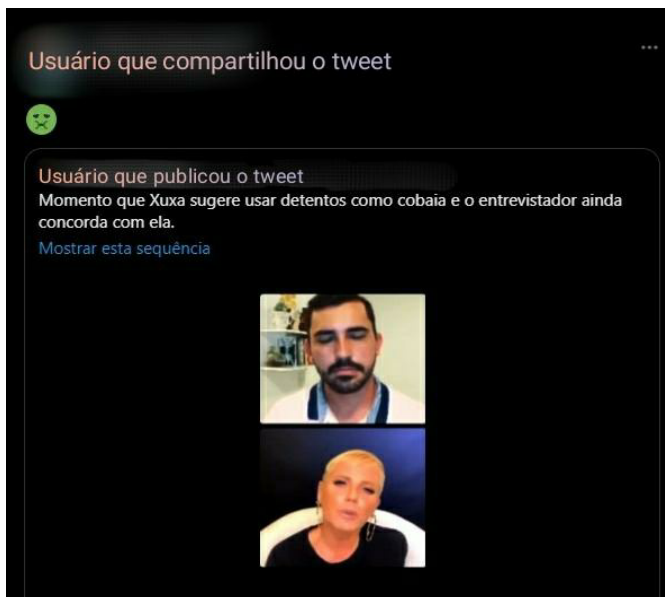 Usuário que compartilhou o tweet
Usuário que publicou o tweet
Momento que Xuxa sugere usar detentos como cobaia e o entrevistador ainda
concorda com ela.
Mostrar esta sequência